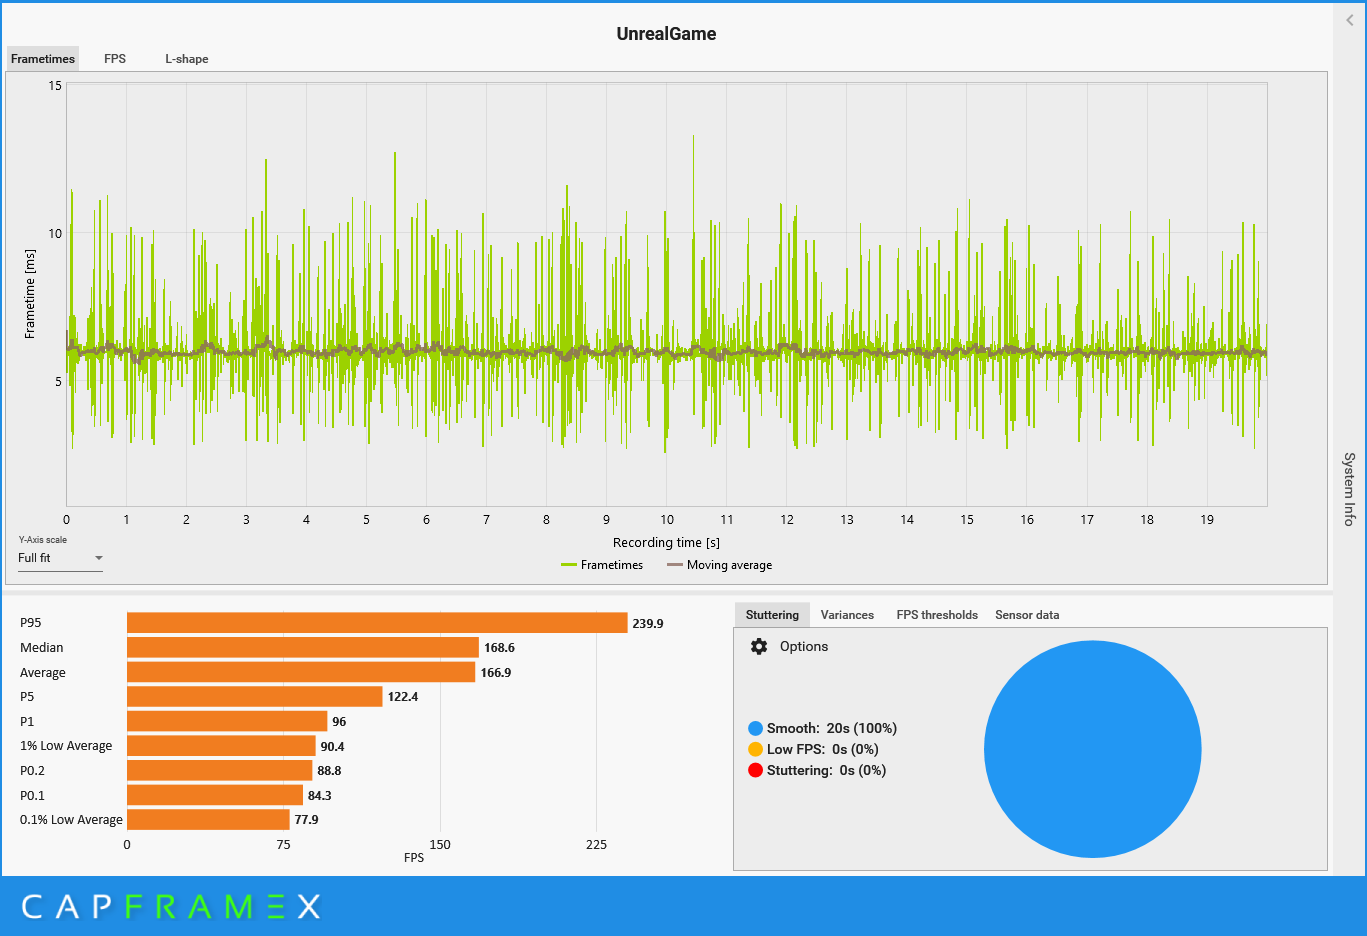 UnrealGame
Frametimes FPS L-shape
15
10
5
Frametime [ms]
0 1 2 3 4 5 6 7 8 9 10 11 12 13 14 15 16 17 18 19
Recording time [s]
Y-Axis scale
Full fit
Frametimes Moving average
System Info
P95 239.9
Median 168.6
Average 166.9
P5 122.4
P1 96
1% Low Average 90.4
P0.2 88.8
P0.1 84.3
0.1% Low Average 77.9
0 75 150 225
FPS
Stuttering Variances FPS thresholds Sensor data
Options
Smooth: 20s (100%)
Low FPS: 0s (0%)
Stuttering: 0s (0%)
CAPFRAMEX